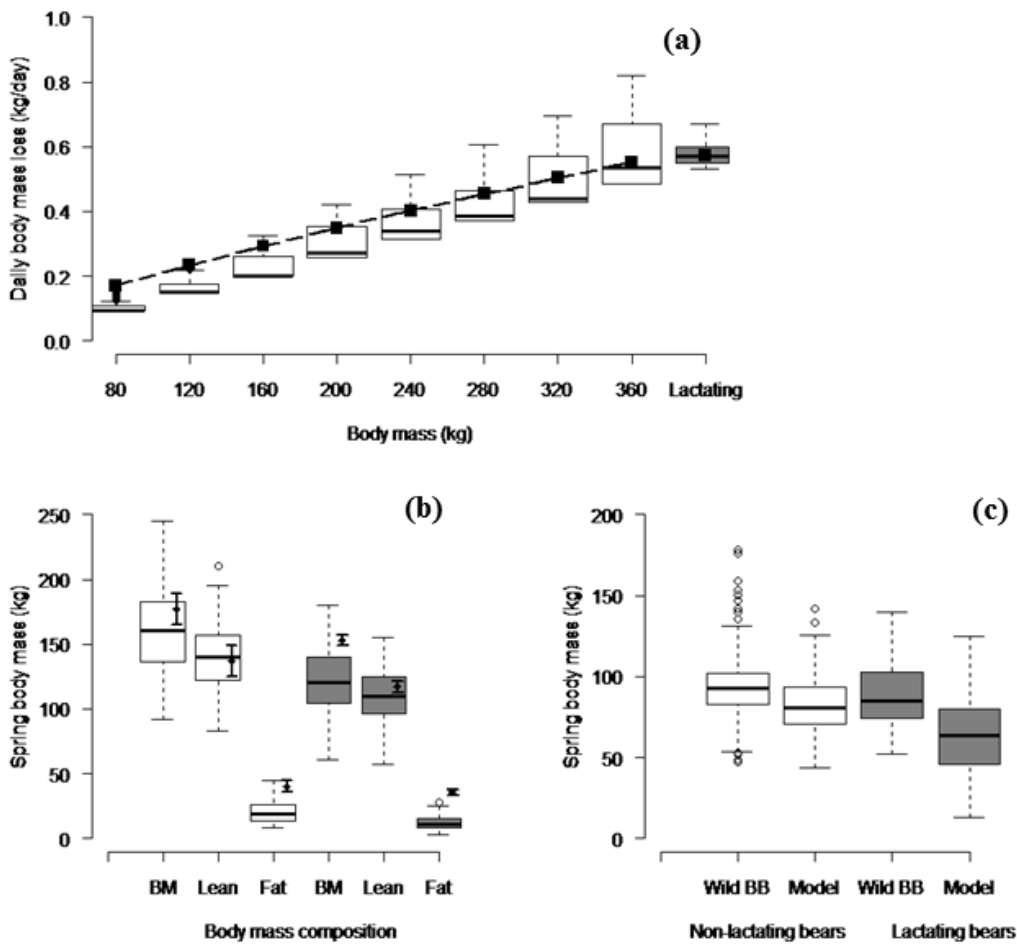 (a)
Daily body mass loss (kg/day)
1.0
0.8
0.6
0.4
0.2
0.0
80 120 160 200 240 280 320 360 Lactating
Body mass (kg)
(b)
Spring body mass (kg)
250
200
150
100
50
0
BM Lean Fat BM Lean Fat
Body mass composition
(c)
Spring body mass (kg)
200
150
100
50
0
Wild BB Model Wild BB Model
Non-lactating bears Lactating bears